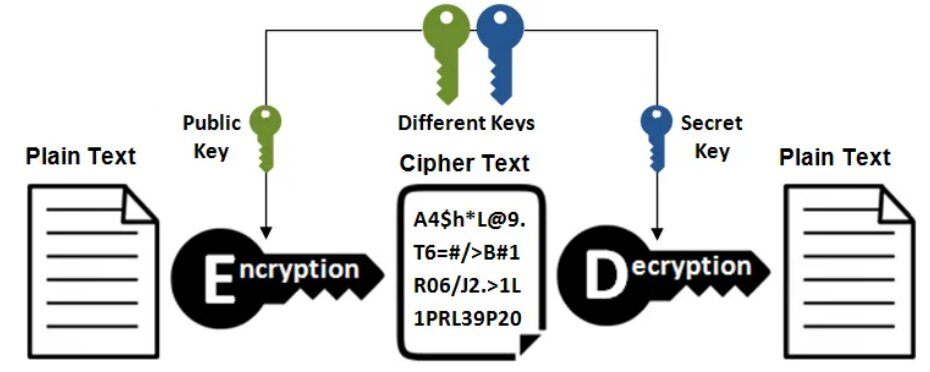 Public
Key
Different Keys
Secret
Key
Plain Text
Cipher Text
Plain Text
Encryption
A4$h*L@9.
T6=#/>B#1
R06/J2.>1L
1PRL39P20
Decryption